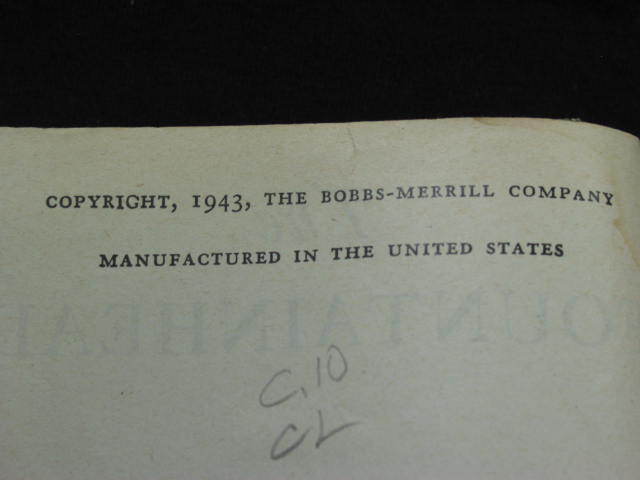 COPYRIGHT, 1943, THE BOBBS-MERRILL COMPANY
MANUFACTURED IN THE UNITED STATES
C.10
CL